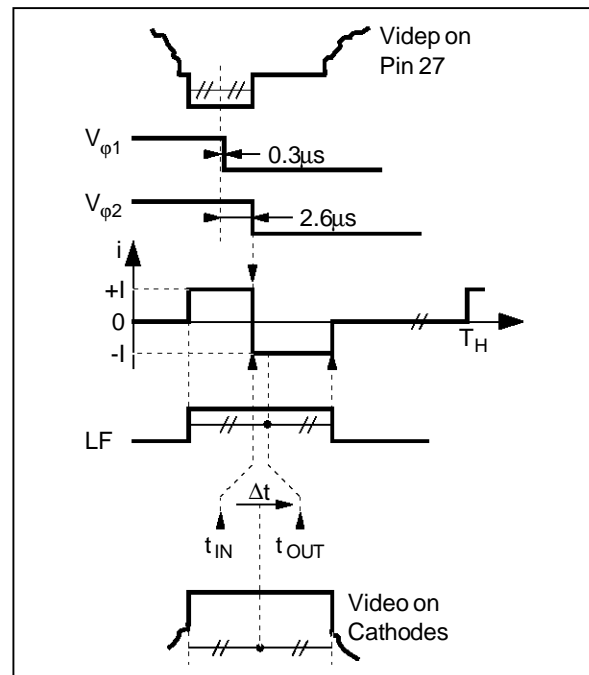 Videp on
Pin 27
Vφ1
0.3µs
Vφ2
2.6µs
i
+I
0
-I
TH
LF
Δt
tIN
tOUT
Video on
Cathodes